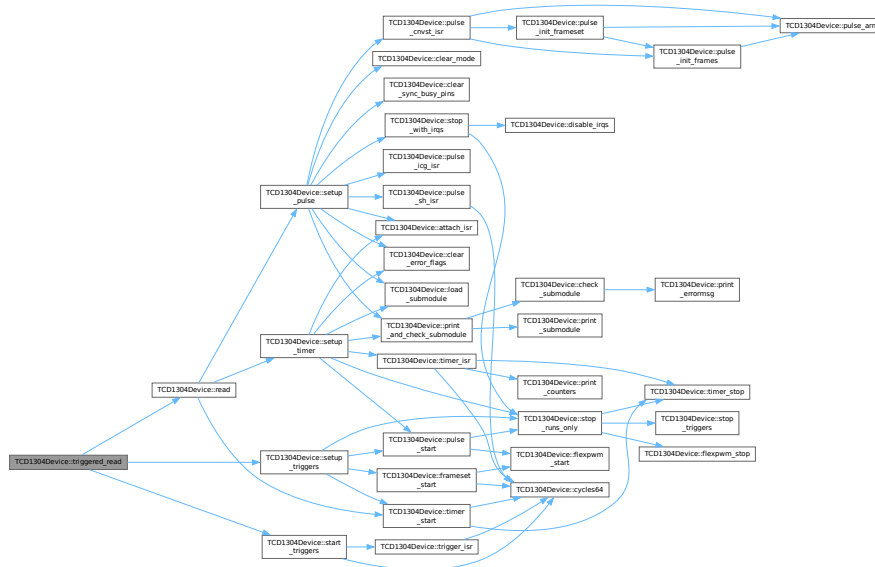 TCD1304Device::triggered_read
TCD1304Device::read
TCD1304Device::setup
_triggers
TCD1304Device::start
_triggers
TCD1304Device::setup
_pulse
TCD1304Device::setup
_timer
TCD1304Device::pulse
_cnvst_isr
TCD1304Device::clear_mode
TCD1304Device::clear
_sync_busy_pins
TCD1304Device::stop
_with_irqs
TCD1304Device::pulse
_icg_isr
TCD1304Device::pulse
_sh_isr
TCD1304Device::attach_isr
TCD1304Device::clear
_error_flags
TCD1304Device::load
_submodule
TCD1304Device::print
_and_check_submodule
TCD1304Device::timer_isr
TCD1304Device::pulse
_start
TCD1304Device::frameset
_start
TCD1304Device::timer
_start
TCD1304Device::trigger_isr
TCD1304Device::pulse
_init_frameset
TCD1304Device::disable_irqs
TCD1304Device::check
_submodule
TCD1304Device::print
_submodule
TCD1304Device::print
_counters
TCD1304Device::stop
_runs_only
TCD1304Device::flexpwm
_start
TCD1304Device::cycles64
TCD1304Device::pulse
_init_frames
TCD1304Device::print
_errormsg
TCD1304Device::timer_stop
TCD1304Device::stop
_triggers
TCD1304Device::flexpwm_stop
TCD1304Device::pulse_arm